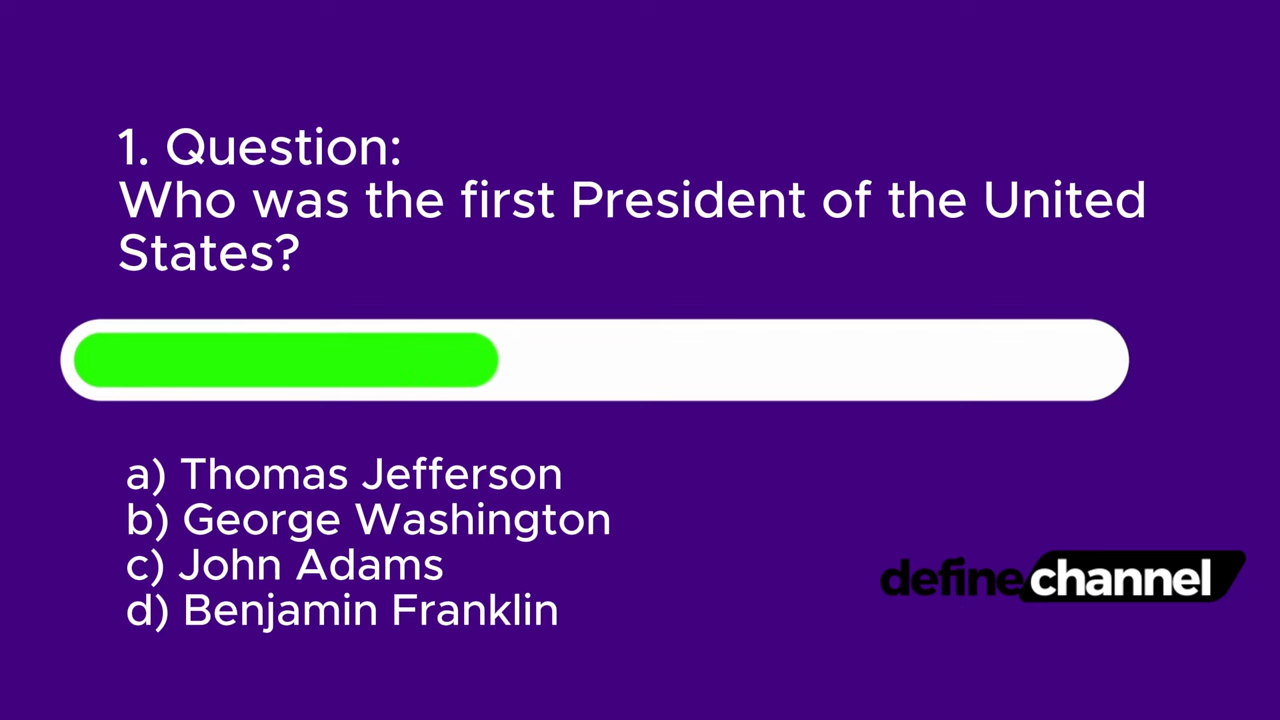 1. Question:
Who was the first President of the United
States?
a) Thomas Jefferson
b) George Washington
c) John Adams
d) Benjamin Franklin
definechannel